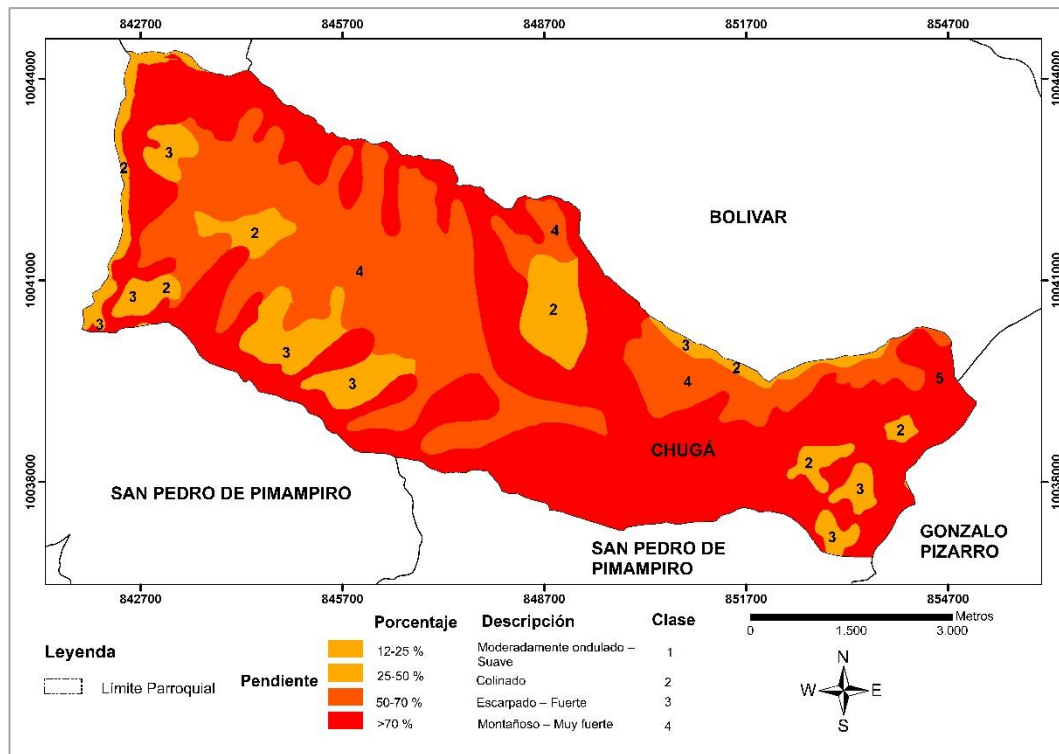 842700 845700 848700 851700 854700
10044000 10044000
3
2
BOLIVAR
2 4
4
10041000 10041000
3 2
2
3
3
3 2
3
4 5
2
CHUGÁ
2
3
10038000 10038000
SAN PEDRO DE PIMAMPIRO
3
SAN PEDRO DE
PIMAMPIRO
GONZALO
PIZARRO
842700 845700 848700 851700 854700
Metros
0 1.500 3.000
Leyenda
Límite Parroquial
Pendiente
Porcentaje Descripción Clase
12-25 % Moderadamente ondulado –
Suave 1
25-50 % Colinado 2
50-70 % Escarpado – Fuerte 3
>70 % Montañoso – Muy fuerte 4
N
W E
S